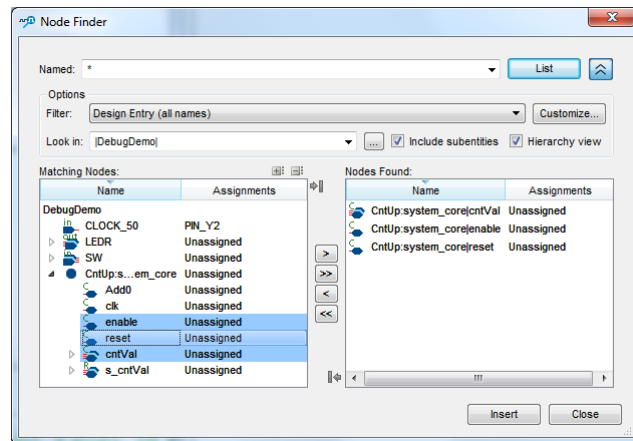 Node Finder
Named: * List
Options
Filter: Design Entry (all names) Customize...
Look in: |DebugDemo| ... Include subentities Hierarchy view
Matching Nodes: Nodes Found:
Name Assignments Name Assignments
DebugDemo CntUp:system_core|cntVal Unassigned
CLOCK_50 PIN_Y2 CntUp:system_core|enable Unassigned
LEDR Unassigned CntUp:system_core|reset Unassigned
SW Unassigned
CntUp:s...em_core Unassigned
Add0 Unassigned
clk Unassigned
enable Unassigned
reset Unassigned
cntVal Unassigned
s_cntVal Unassigned
>
>>
<
<<
Insert Close